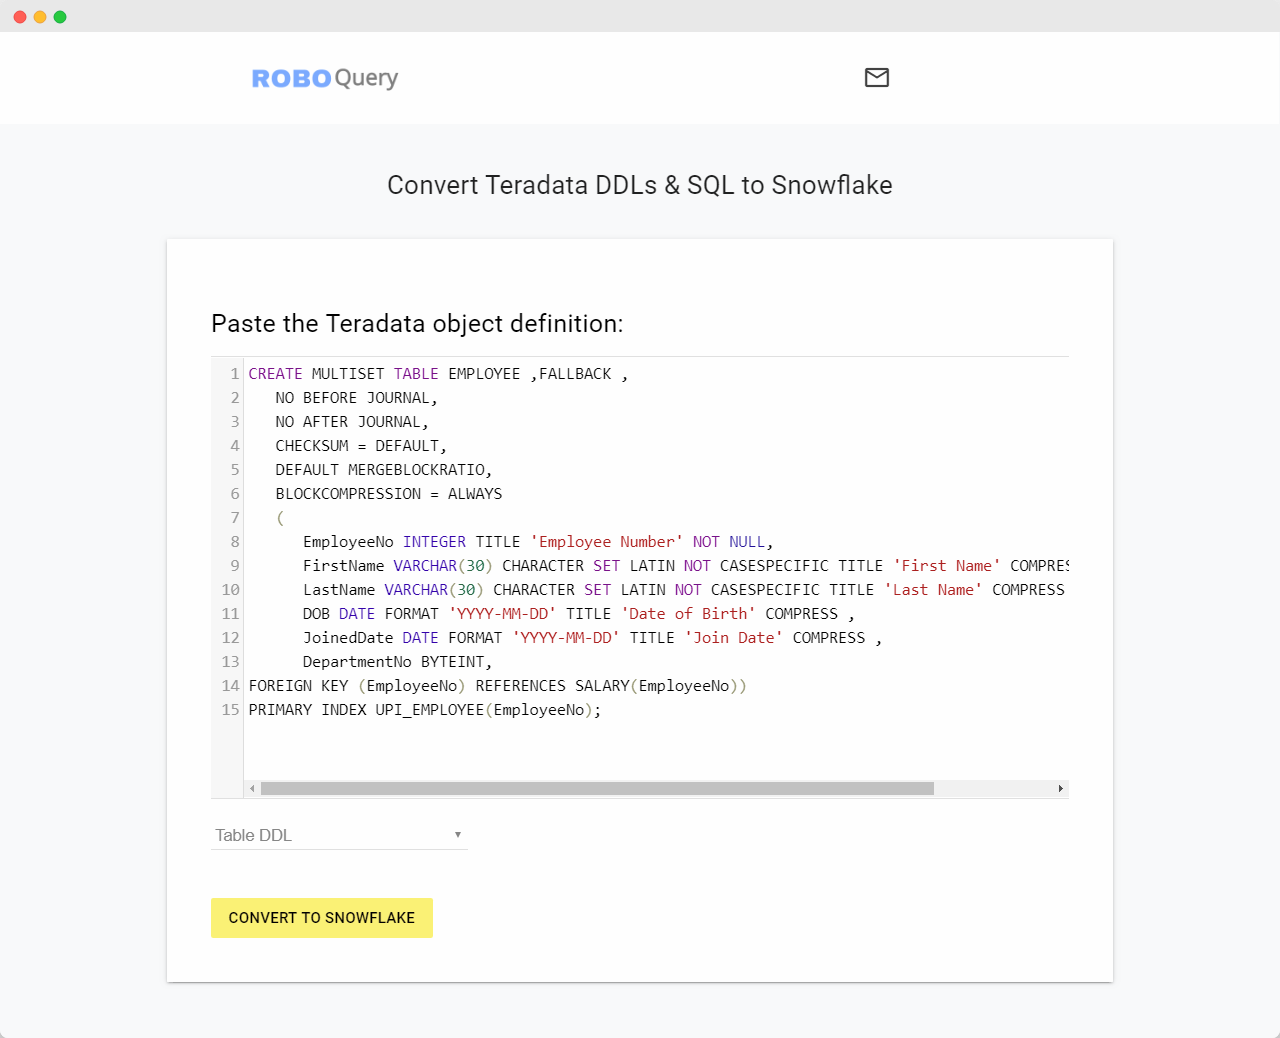 ROBO Query
Convert Teradata DDLs & SQL to Snowflake
Paste the Teradata object definition:
1 CREATE MULTISET TABLE EMPLOYEE ,FALLBACK ,
2 NO BEFORE JOURNAL,
3 NO AFTER JOURNAL,
4 CHECKSUM = DEFAULT,
5 DEFAULT MERGEBLOCKRATIO,
6 BLOCKCOMPRESSION = ALWAYS
7 (
8 EmployeeNo INTEGER TITLE 'Employee Number' NOT NULL,
9 FirstName VARCHAR(30) CHARACTER SET LATIN NOT CASESPECIFIC TITLE 'First Name' COMPRES
10 LastName VARCHAR(30) CHARACTER SET LATIN NOT CASESPECIFIC TITLE 'Last Name' COMPRESS
11 DOB DATE FORMAT 'YYYY-MM-DD' TITLE 'Date of Birth' COMPRESS ,
12 JoinedDate DATE FORMAT 'YYYY-MM-DD' TITLE 'Join Date' COMPRESS ,
13 DepartmentNo BYTEINT,
14 FOREIGN KEY (EmployeeNo) REFERENCES SALARY(EmployeeNo))
15 PRIMARY INDEX UPI_EMPLOYEE(EmployeeNo);
Table DDL
CONVERT TO SNOWFLAKE